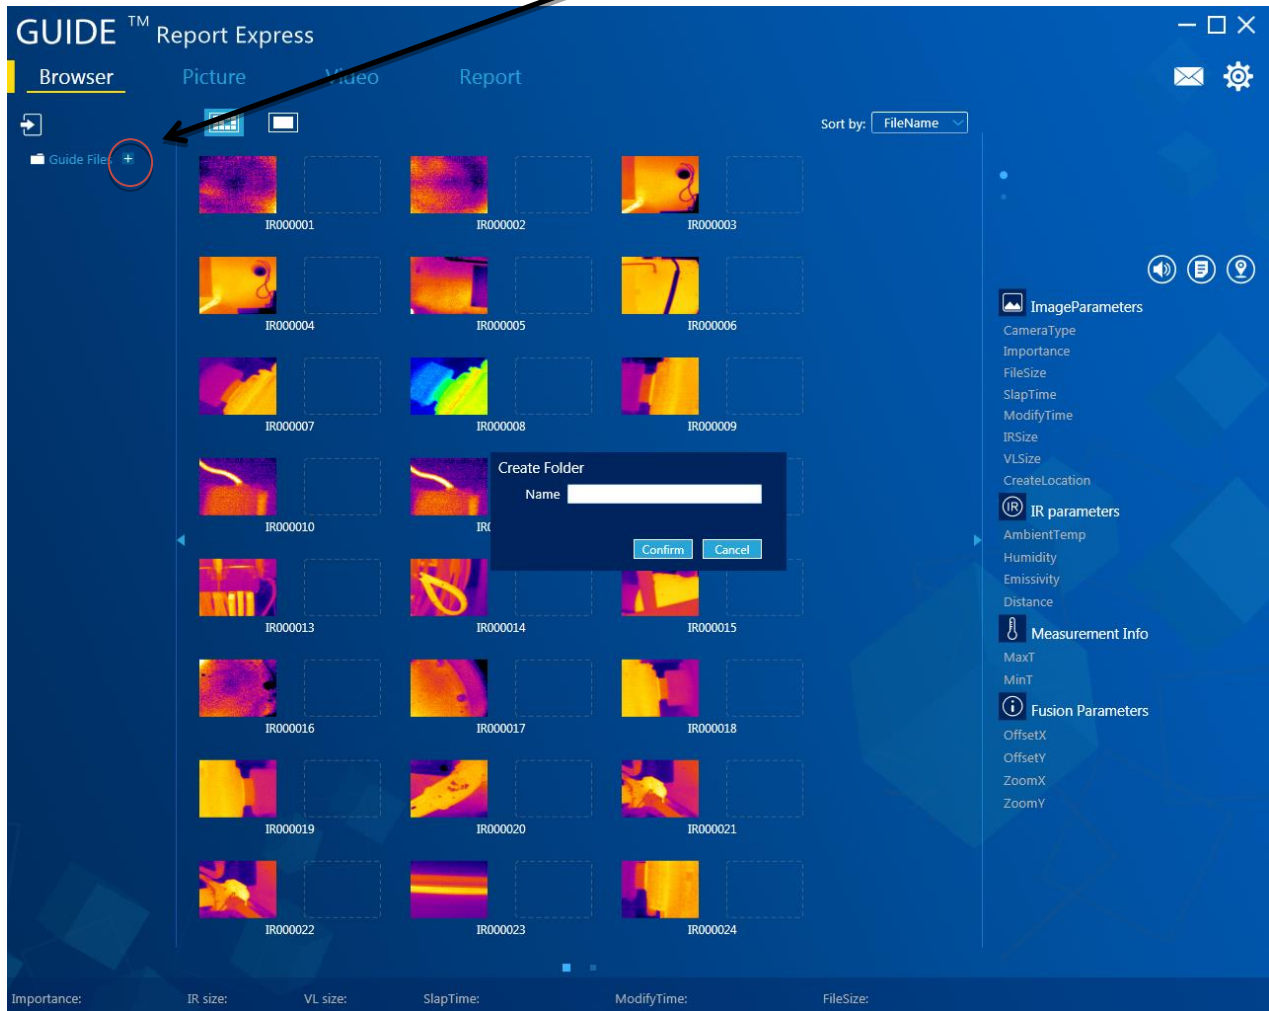 GUIDE ™ Report Express
Browser Picture Video Report
Sort by: FileName
Guide Files +
IR000001 IR000002 IR000003
IR000004 IR000005 IR000006
IR000007 IR000008 IR000009
Create Folder
Name
IR000010
Confirm Cancel
IR000013 IR000014 IR000015
IR000016 IR000017 IR000018
IR000019 IR000020 IR000021
IR000022 IR000023 IR000024
ImageParameters
CameraType
Importance
FileSize
SlapTime
ModifyTime
IRSize
VLSize
CreateLocation
IR IR parameters
AmbientTemp
Humidity
Emissivity
Distance
Measurement Info
MaxT
MinT
Fusion Parameters
OffsetX
OffsetY
ZoomX
ZoomY
Importance: IR size: VL size: SlapTime: ModifyTime: FileSize: